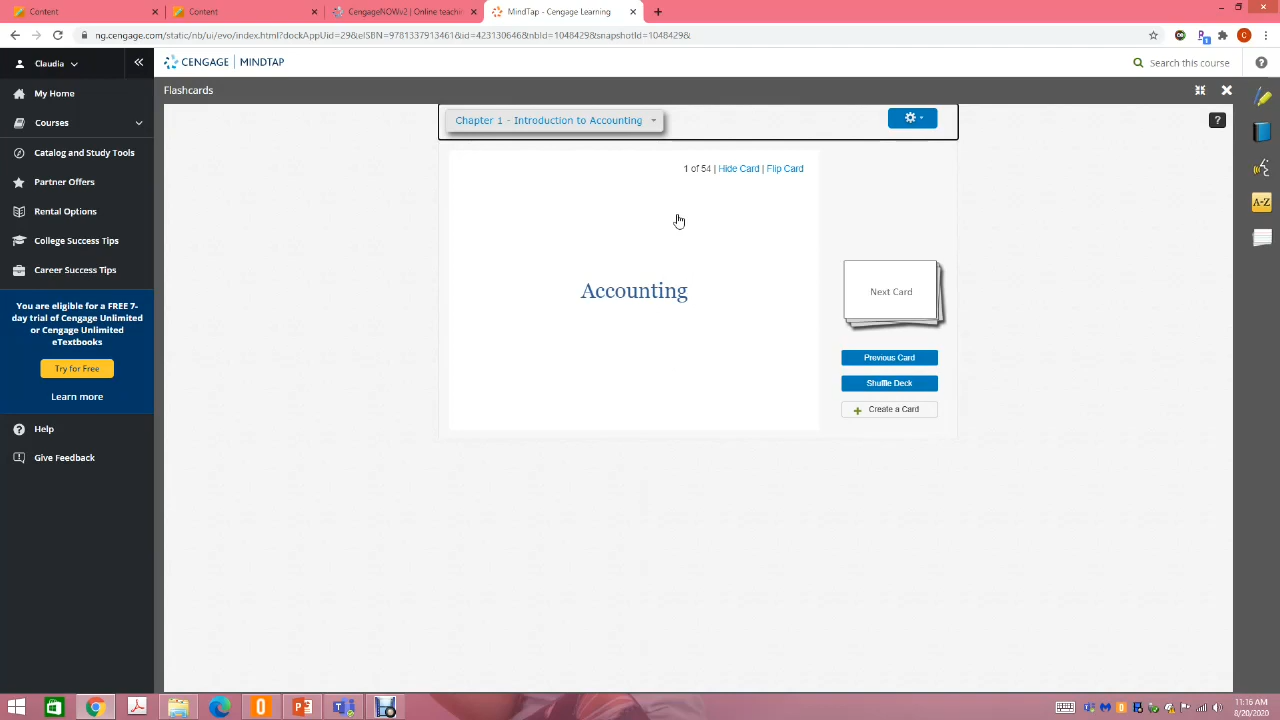 Content
Content
CengageNOWv2 | Online teachin
MindTap - Cengage Learning
ng.cengage.com/static/nb/ui/evo/index.html?dockAppUid=29&eISBN=9781337913461&id=423130646&nbId=10484298&snapshotId=10484298&
Claudia
CENGAGE | MINDTAP
Search this course
Flashcards
My Home
Courses
Catalog and Study Tools
Partner Offers
Rental Options
College Success Tips
Career Success Tips
You are eligible for a FREE 7-
day trial of Cengage Unlimited
or Cengage Unlimited
eTextbooks
Try for Free
Learn more
Help
Give Feedback
Chapter 1 - Introduction to Accounting
1 of 54 | Hide Card | Flip Card
Accounting
Next Card
Previous Card
Shuffle Deck
Create a Card
A-Z
11:16 AM
8/20/2020